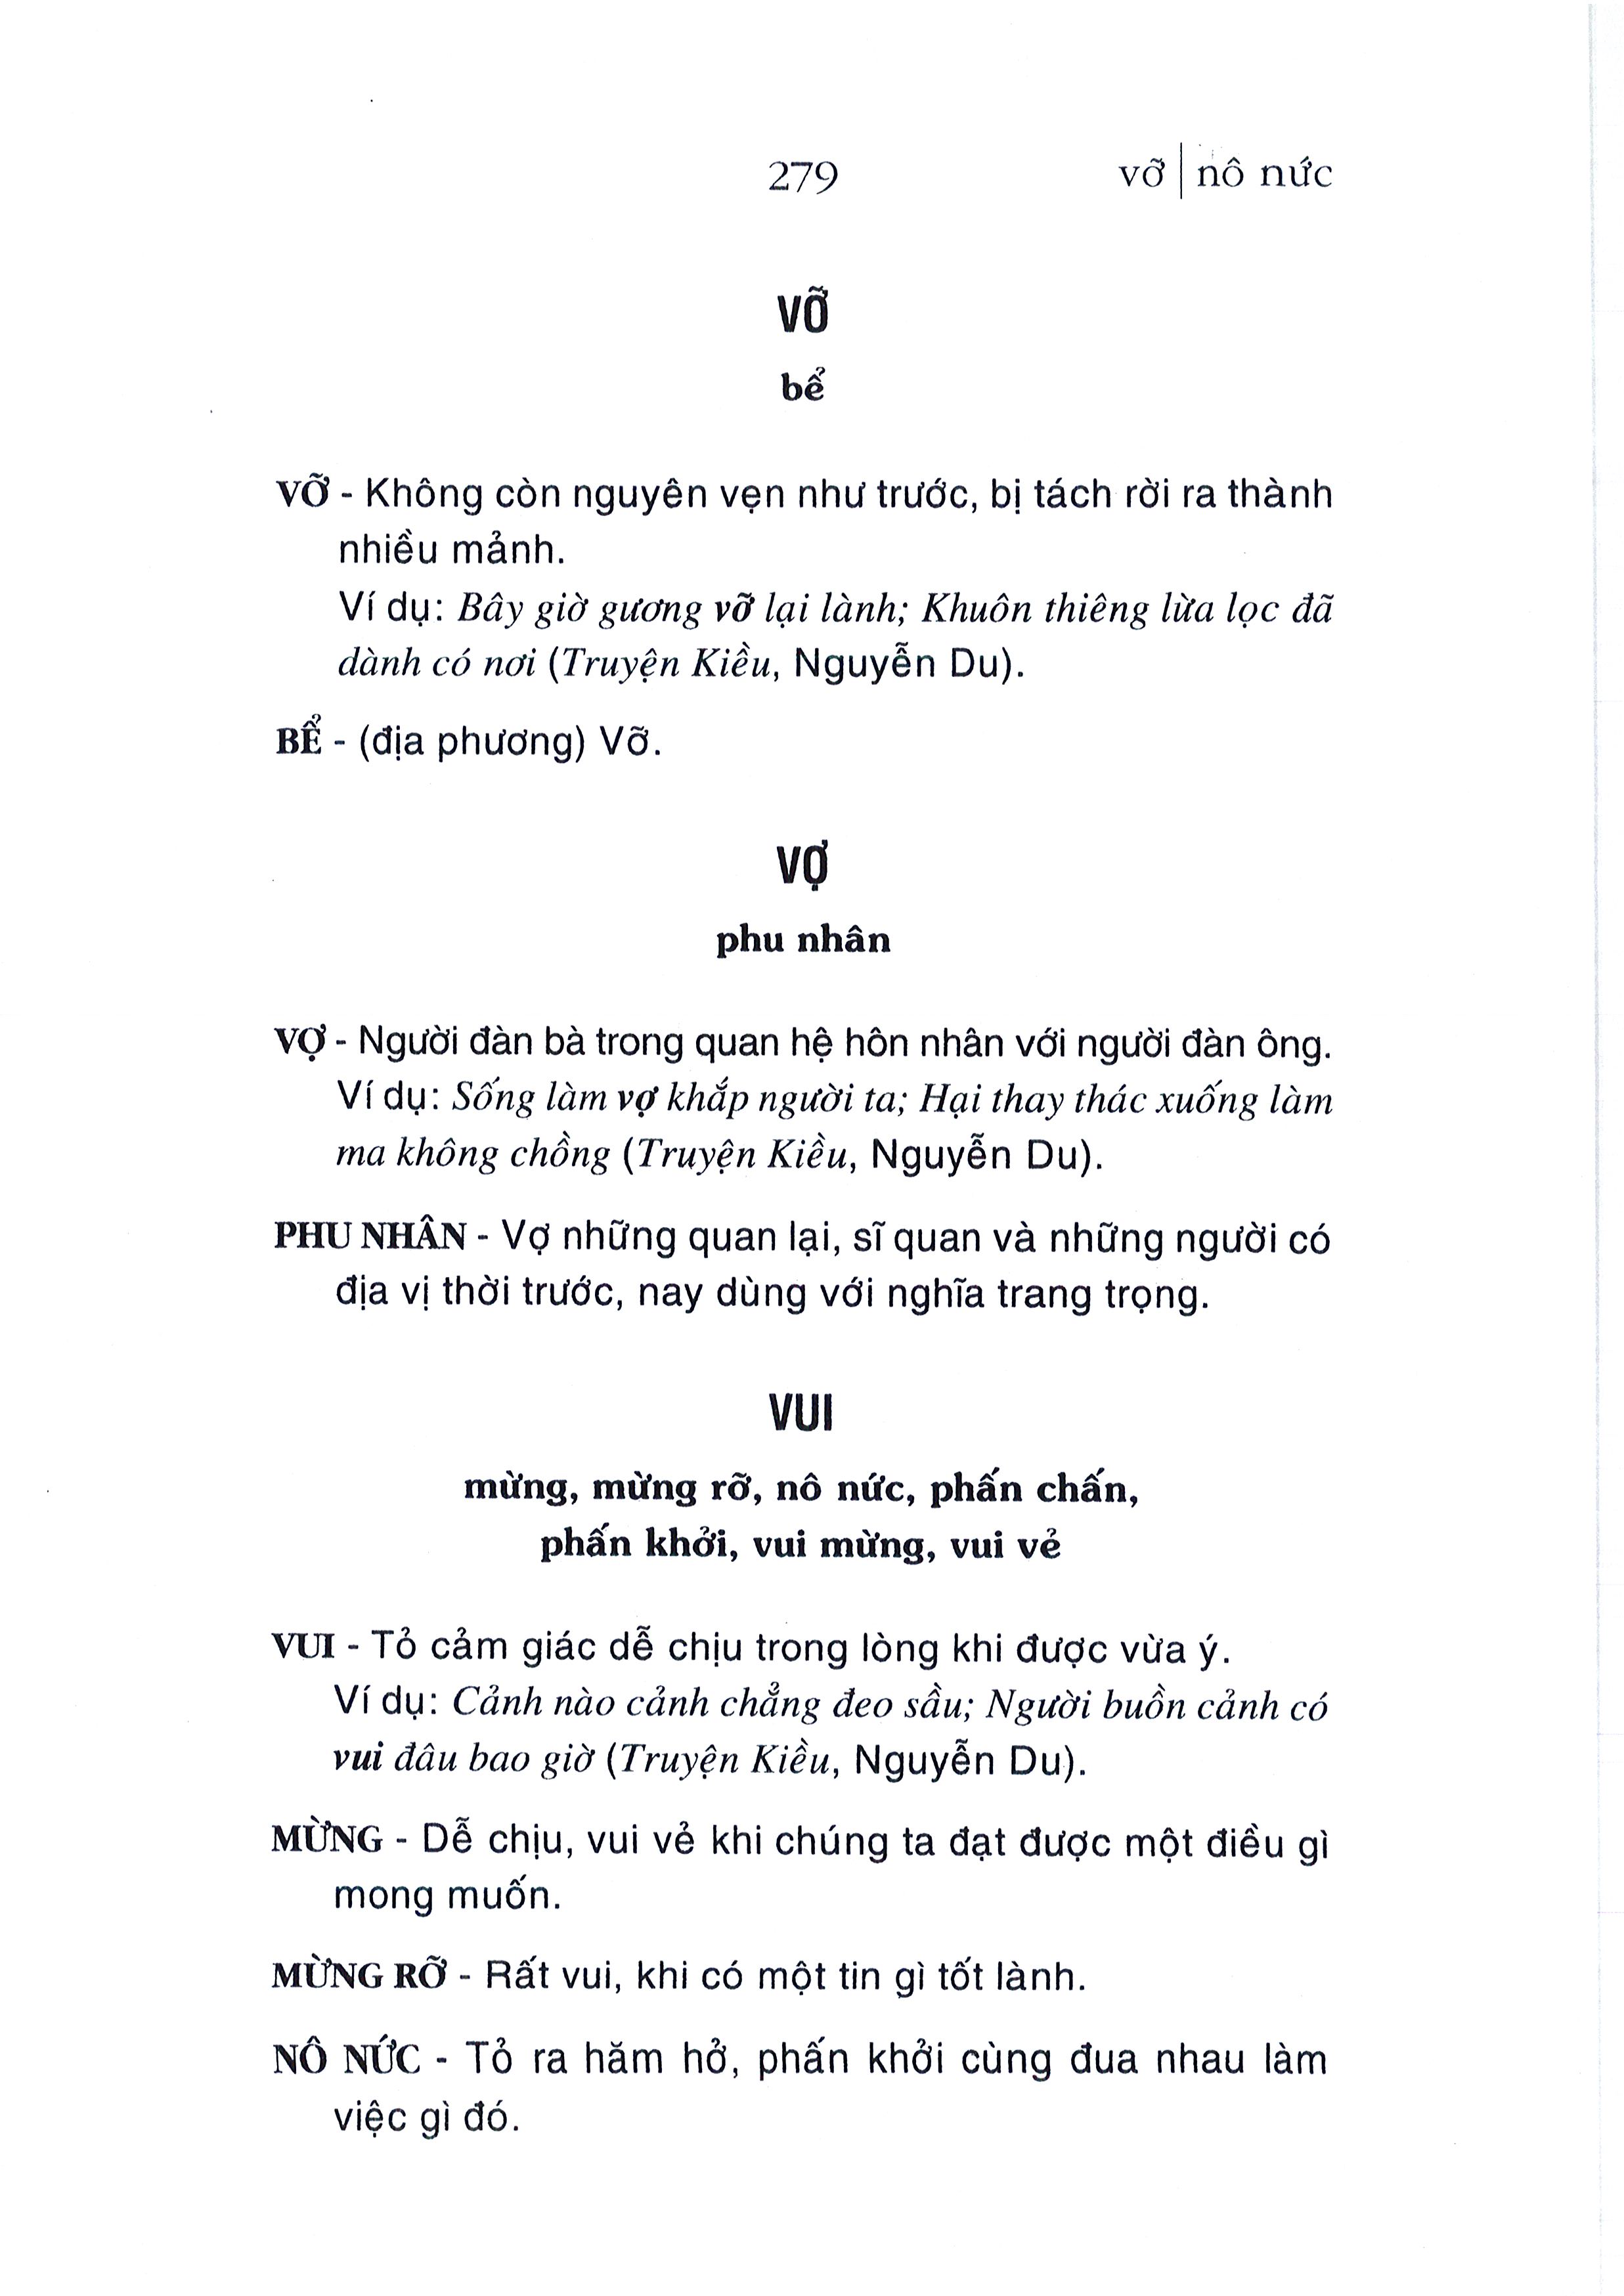 279
vỡ | nô nức
VỠ
bể
VỠ - Không còn nguyên vẹn như trước, bị tách rời ra thành
nhiều mảnh.
Ví dụ: Bây giờ gương vỡ lại lành; Khuôn thiêng lừa lọc đã
dành có nơi (Truyện Kiều, Nguyễn Du).
BỂ - (địa phương) Vỡ.
VỢ
phu nhân
VỢ - Người đàn bà trong quan hệ hôn nhân với người đàn ông.
Ví dụ: Sống làm vợ khắp người ta; Hại thay thác xuống làm
ma không chồng (Truyện Kiều, Nguyễn Du).
PHU NHÂN - Vợ những quan lại, sĩ quan và những người có
địa vị thời trước, nay dùng với nghĩa trang trọng.
VUI
mừng, mừng rỡ, nô nức, phấn chấn,
phấn khởi, vui mừng, vui vẻ
VUI - Tỏ cảm giác dễ chịu trong lòng khi được vừa ý.
Ví dụ: Cảnh nào cảnh chẳng đeo sầu; Người buồn cảnh có
vui đâu bao giờ (Truyện Kiều, Nguyễn Du).
MỪNG - Dễ chịu, vui vẻ khi chúng ta đạt được một điều gì
mong muốn.
MỪNG RỠ - Rất vui, khi có một tin gì tốt lành.
NÔ NỨC - Tỏ ra hăm hở, phấn khởi cùng đua nhau làm
việc gì đó.